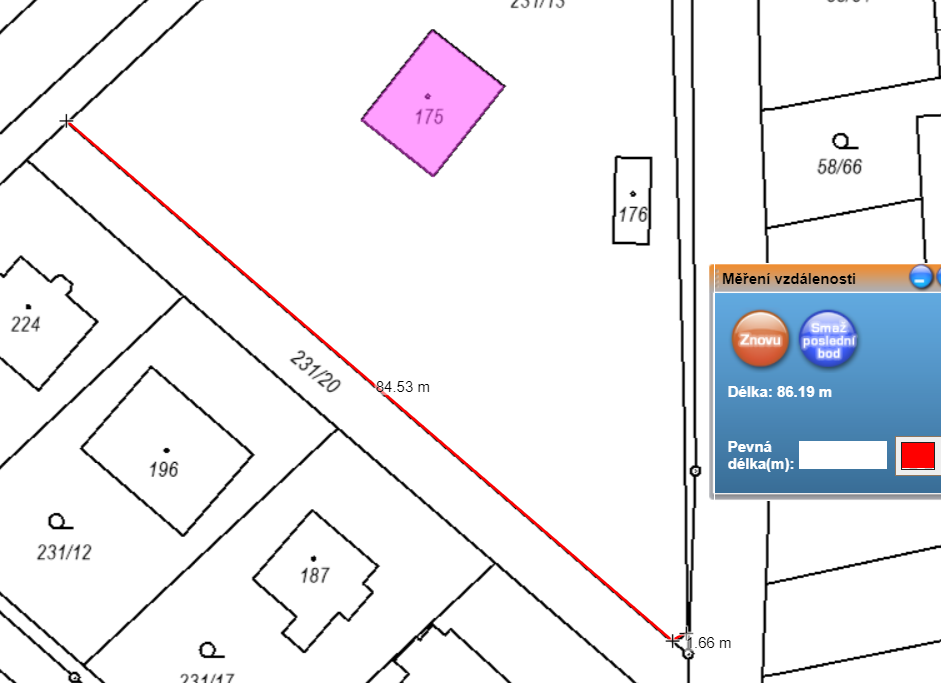 231/13
175
58/66
176
Měření vzdálenosti
224
Znovu
Smaž
poslední
bod
231/20
84.53 m
Délka: 86.19 m
Pevná
délka(m):
196
231/12
187
1.66 m
231/17